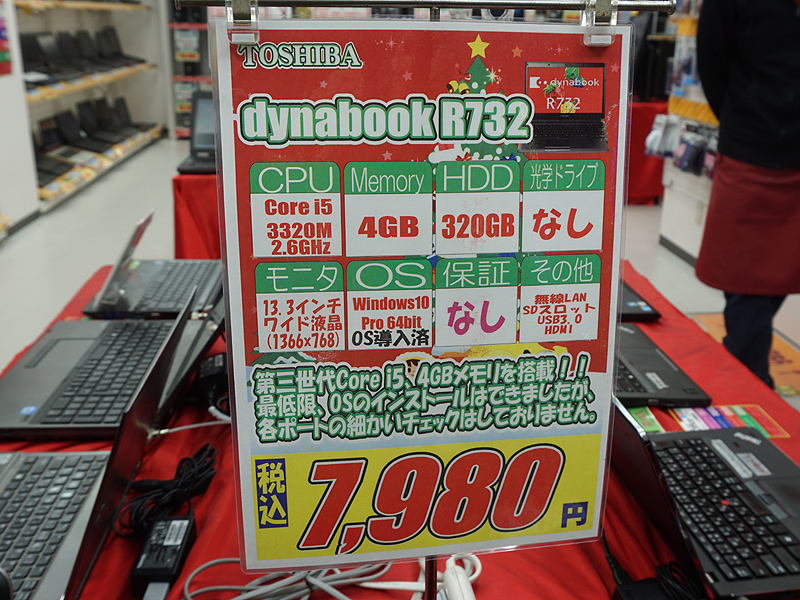 TOSHIBA
dynabook R732
dynabook
R732
CPU
Core i5
3320M
2.6GHz
Memory
4GB
HDD
320GB
光学ドライブ
なし
モニタ
13.3インチ
ワイド液晶
(1366×768)
OS
Windows10
Pro 64bit
OS導入済
保証
なし
その他
無線LAN
SDスロット
USB3.0
HDMI
第三世代Core i5、4GBメモリを搭載！！
最低限、OSのインストールはできましたが、
各ポートの細かいチェックはしておりません。
税込
7,980円